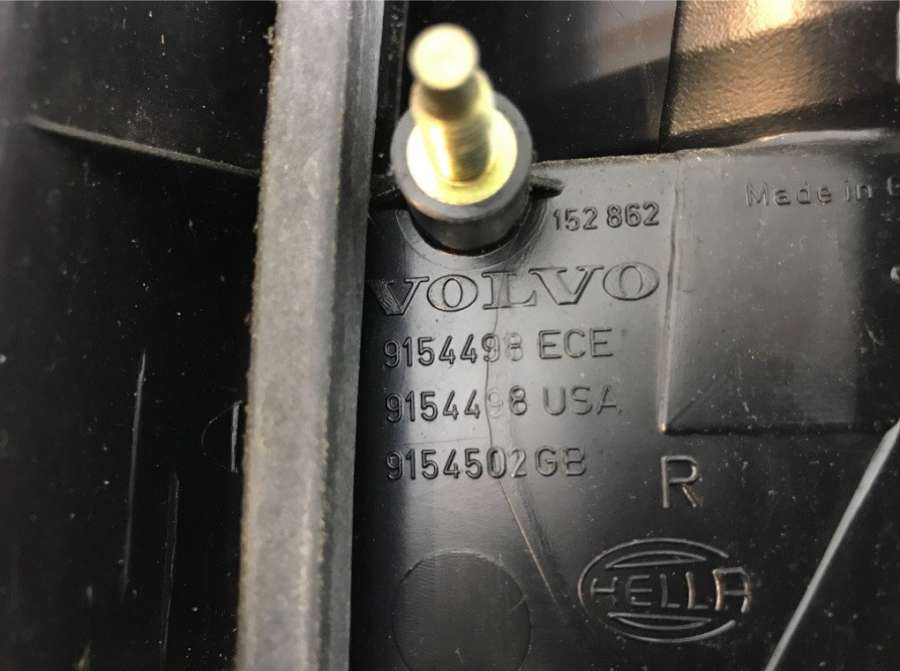 152 862
Made in
VOLVO
9154498 ECE
9154498 USA
9154502 GB
R
HELLA